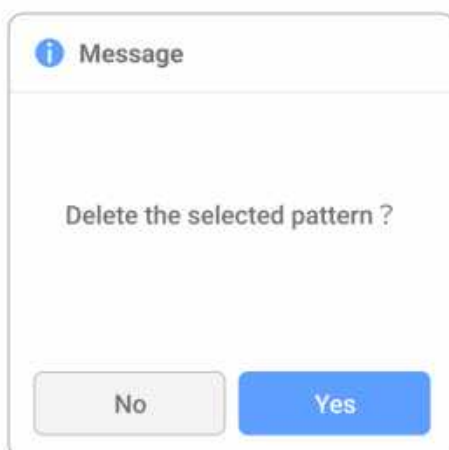 Message
Delete the selected pattern ?
No
Yes